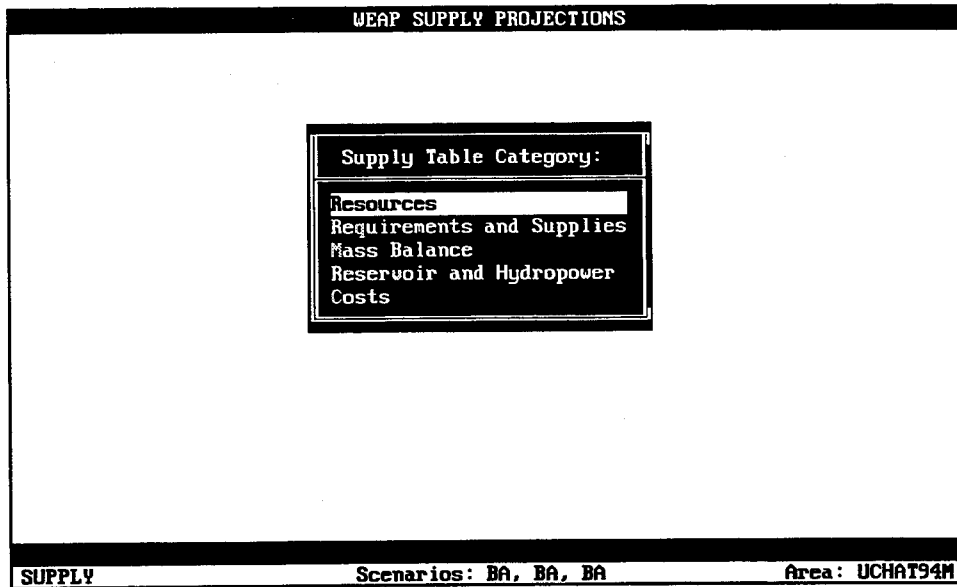 WEAP SUPPLY PROJECTIONS
Supply Table Category:
Resources
Requirements and Supplies
Mass Balance
Reservoir and Hydropower
Costs
SUPPLY Scenarios: BA, BA, BA Area: UCHAT94M